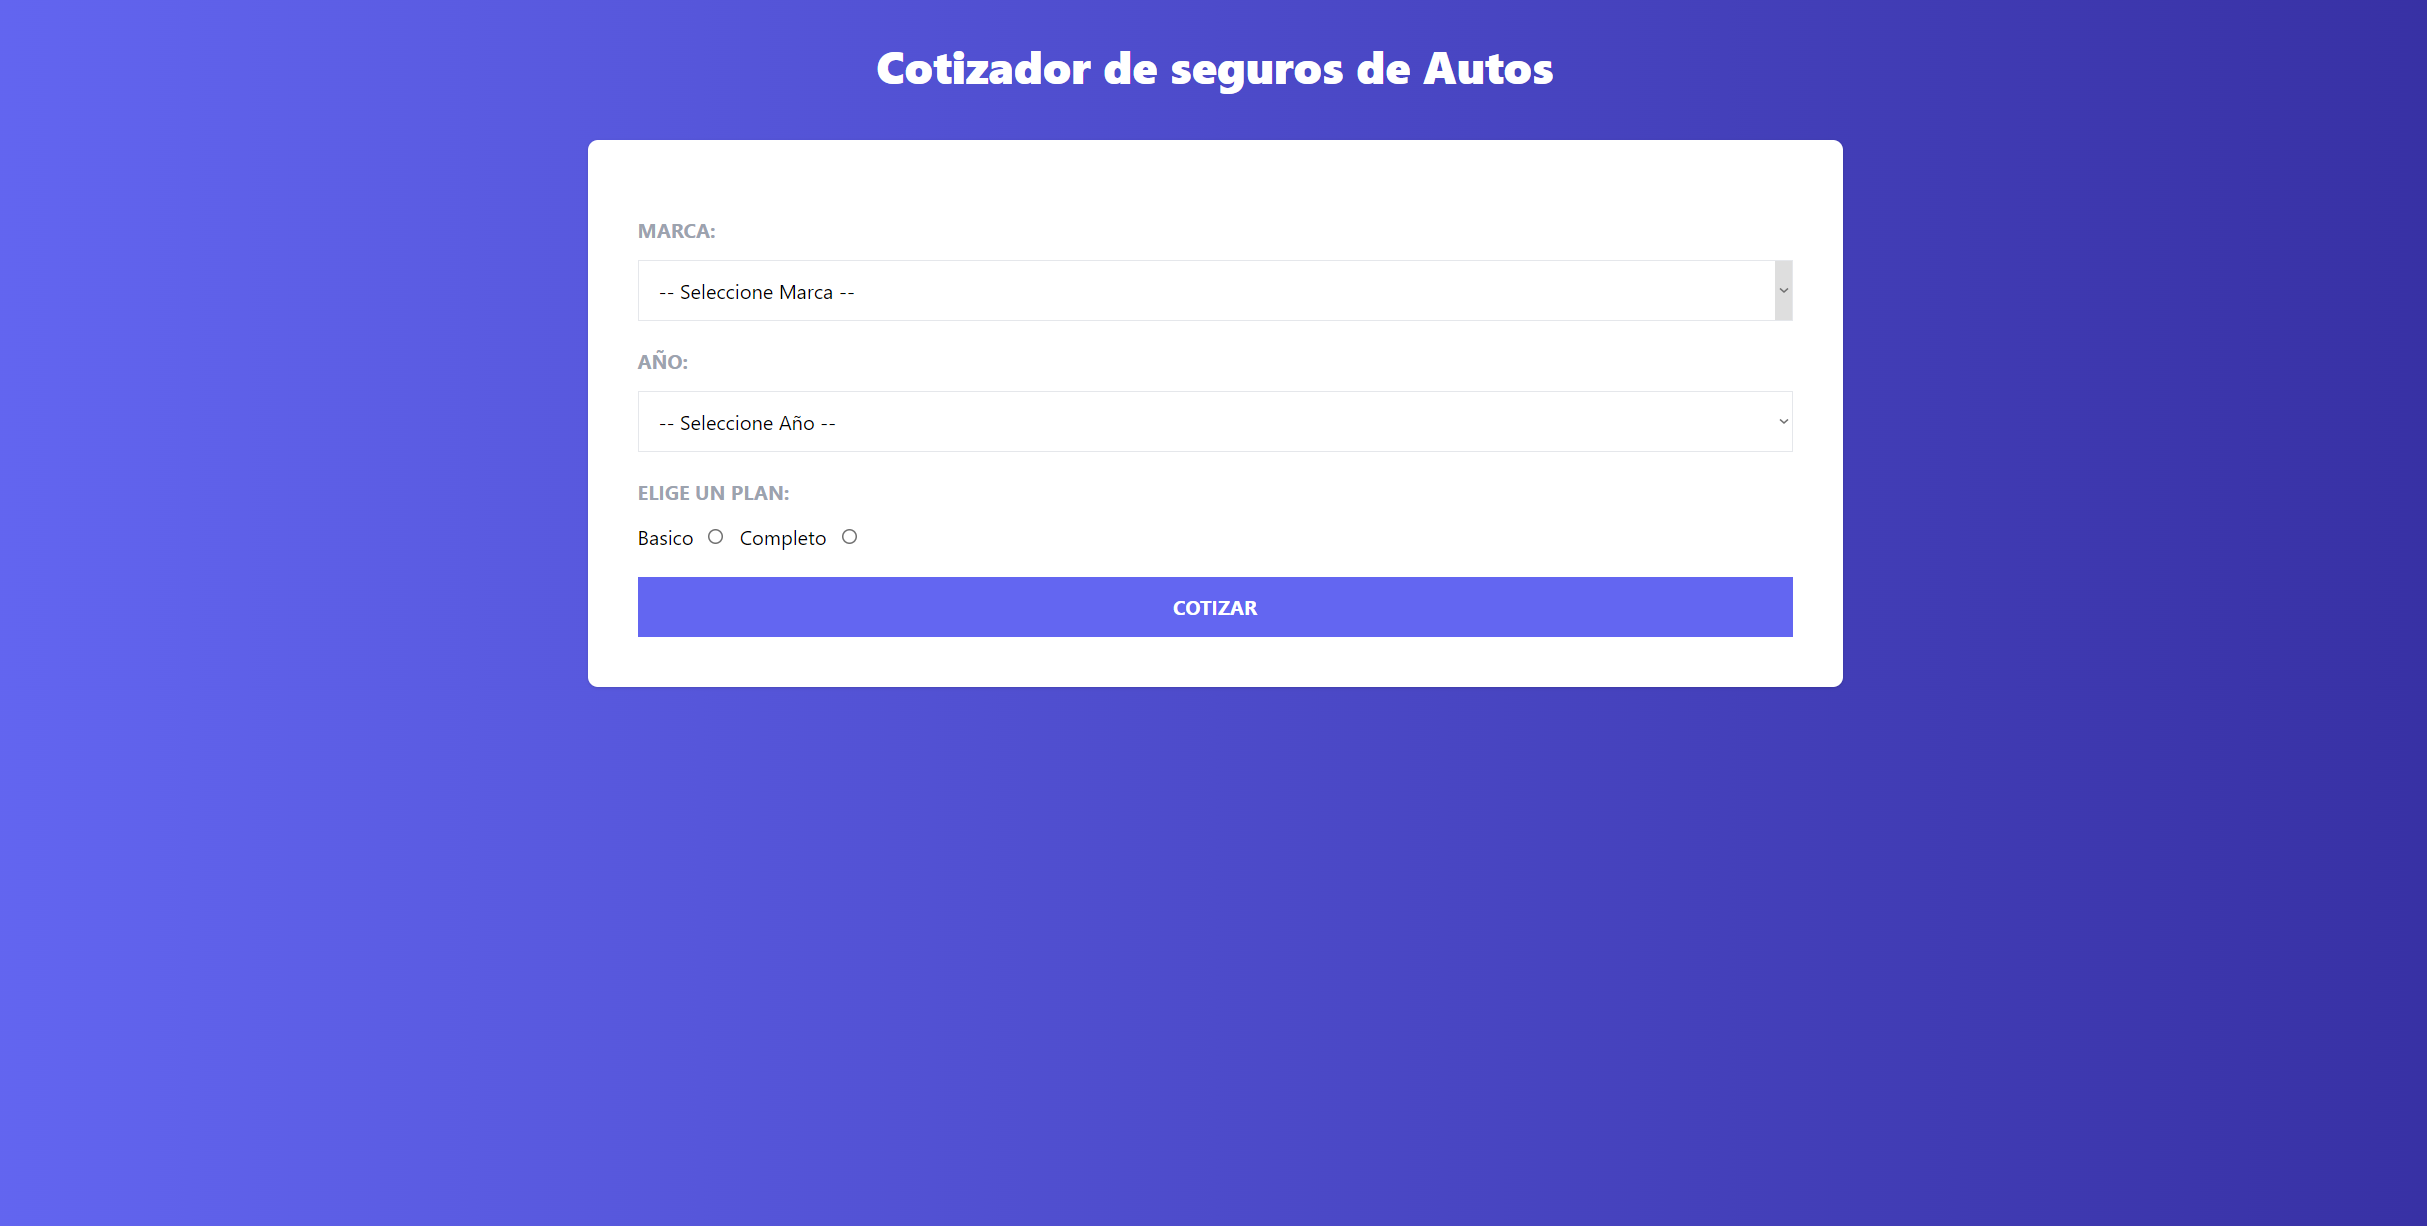 Cotizador de seguros de Autos
MARCA:
-- Seleccione Marca --
AÑO:
-- Seleccione Año --
ELIGE UN PLAN:
Basico Completo
COTIZAR